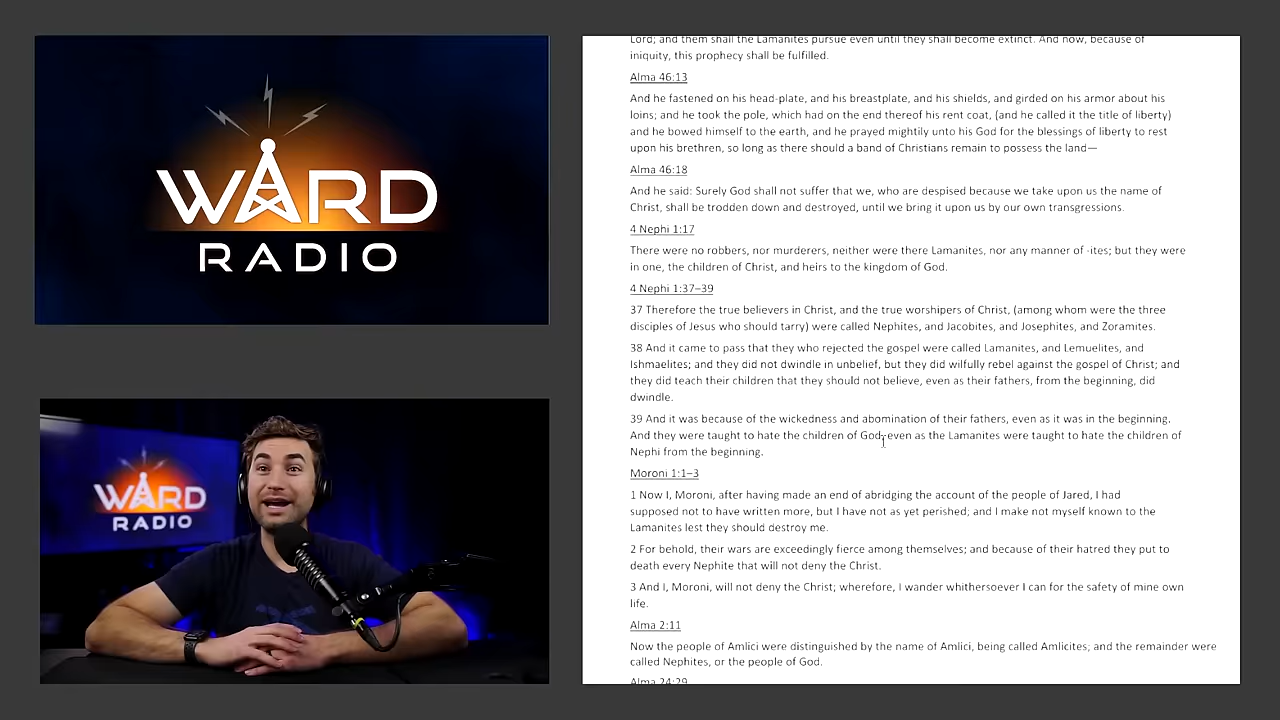 WARD
RADIO
WARD
RADIO
Lord; and them shall the Lamanites pursue even until they shall become extinct. And now, because of
iniquity, this prophecy shall be fulfilled.
Alma 46:13
And he fastened on his head-plate, and his breastplate, and his shields, and girded on his armor about his
loins; and he took the pole, which had on the end thereof his rent coat, (and he called it the title of liberty)
and he bowed himself to the earth, and he prayed mightily unto his God for the blessings of liberty to rest
upon his brethren, so long as there should a band of Christians remain to possess the land—
Alma 46:18
And he said: Surely God shall not suffer that we, who are despised because we take upon us the name of
Christ, shall be trodden down and destroyed, until we bring it upon us by our own transgressions.
4 Nephi 1:17
There were no robbers, nor murderers, neither were there Lamanites, nor any manner of -ites; but they were
in one, the children of Christ, and heirs to the kingdom of God.
4 Nephi 1:37–39
37 Therefore the true believers in Christ, and the true worshipers of Christ, (among whom were the three
disciples of Jesus who should tarry) were called Nephites, and Jacobites, and Josephites, and Zoramites.
38 And it came to pass that they who rejected the gospel were called Lamanites, and Lemuelites, and
Ishmaelites; and they did not dwindle in unbelief, but they did wilfully rebel against the gospel of Christ; and
they did teach their children that they should not believe, even as their fathers, from the beginning, did
dwindle.
39 And it was because of the wickedness and abomination of their fathers, even as it was in the beginning.
And they were taught to hate the children of God, even as the Lamanites were taught to hate the children of
Nephi from the beginning.
Moroni 1:1–3
1 Now I, Moroni, after having made an end of abridging the account of the people of Jared, I had
supposed not to have written more, but I have not as yet perished; and I make not myself known to the
Lamanites lest they should destroy me.
2 For behold, their wars are exceedingly fierce among themselves; and because of their hatred they put to
death every Nephite that will not deny the Christ.
3 And I, Moroni, will not deny the Christ; wherefore, I wander whithersoever I can for the safety of mine own
life.
Alma 2:11
Now the people of Amlici were distinguished by the name of Amlici, being called Amlicites; and the remainder were
called Nephites, or the people of God.
Alma 24:29